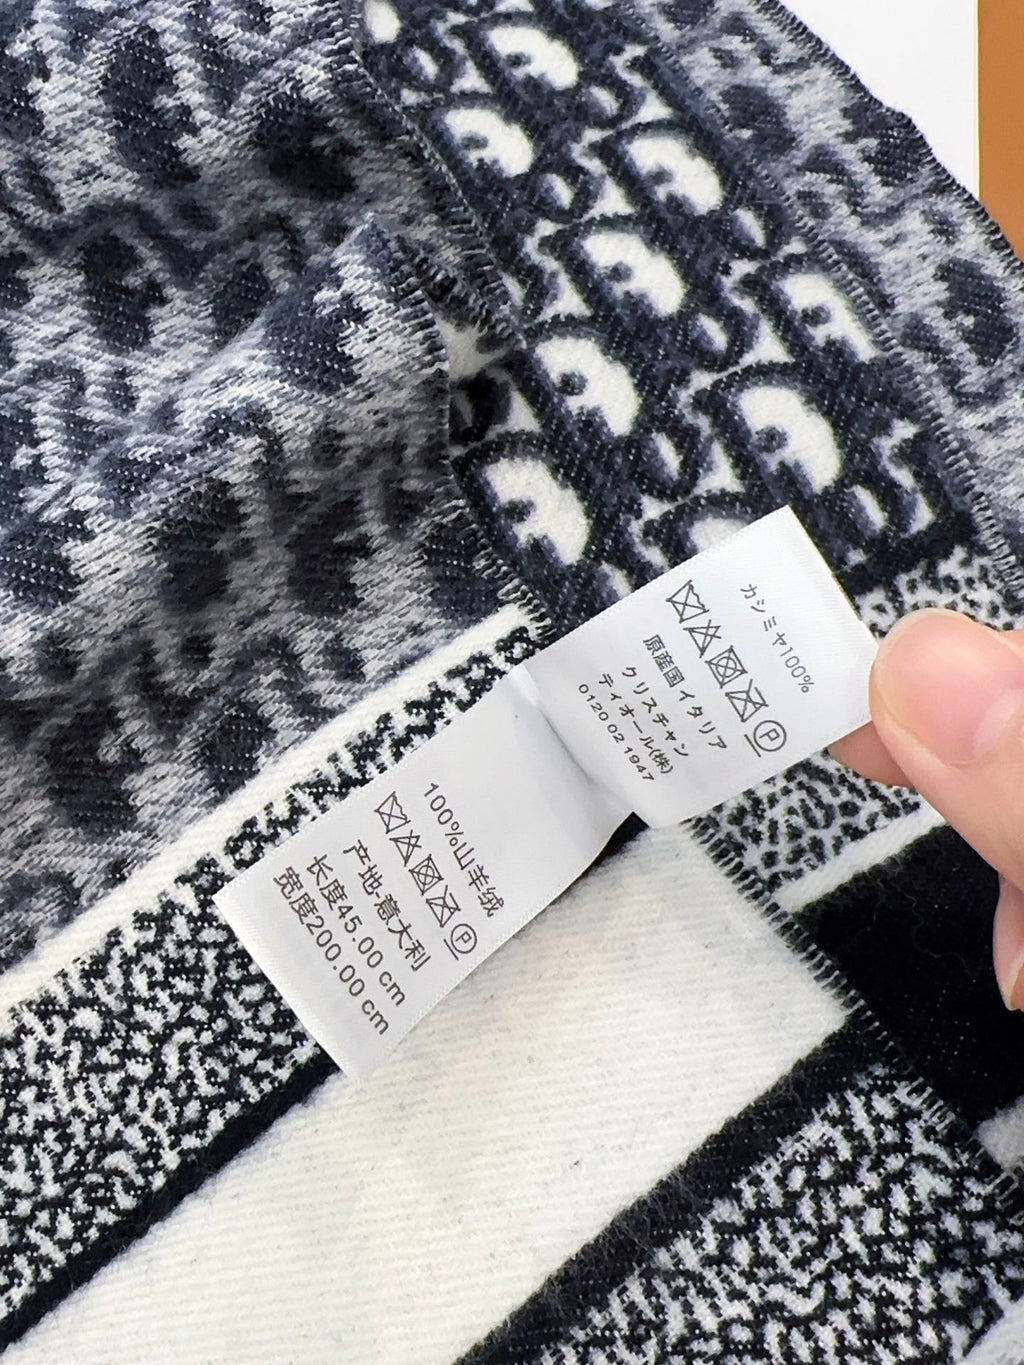 カシミヤ100%
P
原産国 イタリア
クリスチャン
ディオール(株)
0120 02 1947
100%山羊绒
P
产地:意大利
长度45.00 cm
宽度200.00 cm